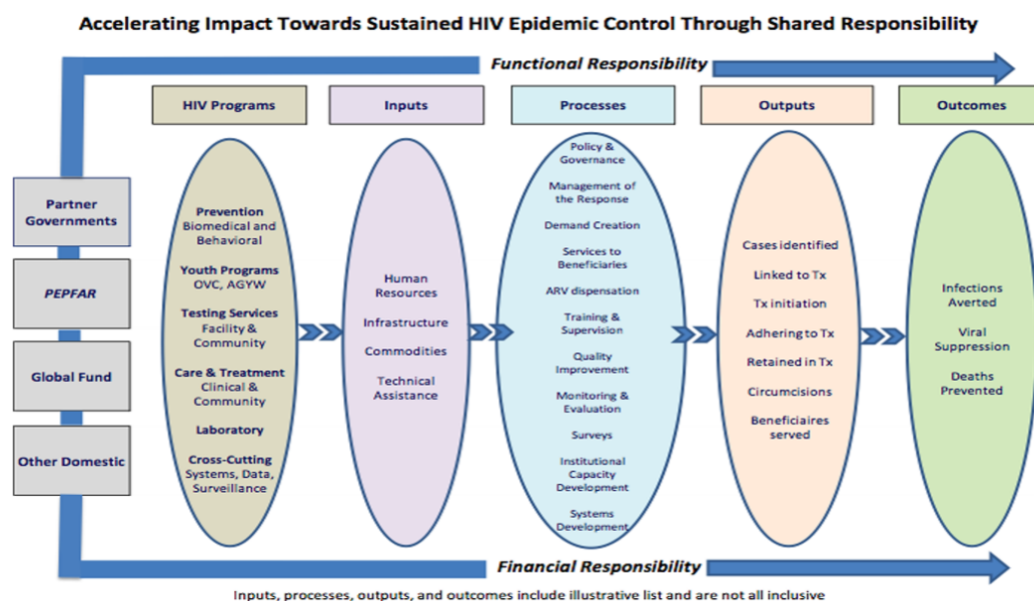 Accelerating Impact Towards Sustained HIV Epidemic Control Through Shared Responsibility
Functional Responsibility
HIV Programs
Inputs
Processes
Outputs
Outcomes
Partner
Governments
PEPFAR
Global Fund
Other Domestic
Prevention
Biomedical and
Behavioral
Youth Programs
OVC, AGYW
Testing Services
Facility &
Community
Care & Treatment
Clinical &
Community
Laboratory
Cross-Cutting
Systems, Data,
Surveillance
Human
Resources
Infrastructure
Commodities
Technical
Assistance
Policy &
Governance
Management of
the Response
Demand Creation
Services to
Beneficiaries
ARV dispensation
Training &
Supervision
Quality
Improvement
Monitoring &
Evaluation
Surveys
Institutional
Capacity
Development
Systems
Development
Cases identified
Linked to Tx
Tx initiation
Adhering to Tx
Retained in Tx
Circumcisions
Beneficiaires
served
Infections
Averted
Viral
Suppression
Deaths
Prevented
Financial Responsibility
Inputs, processes, outputs, and outcomes include illustrative list and are not all inclusive